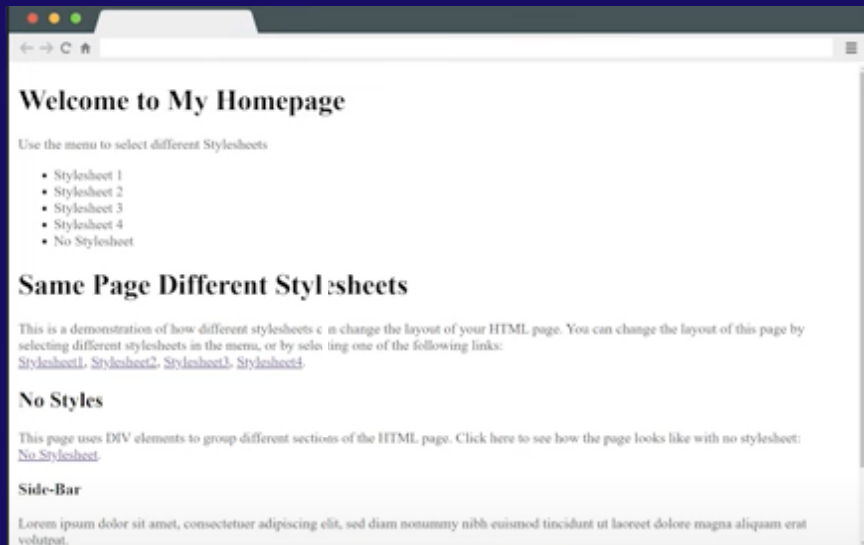 Welcome to My Homepage
Use the menu to select different Stylesheets
Stylesheet 1
Stylesheet 2
Stylesheet 3
Stylesheet 4
No Stylesheet
Same Page Different Stylesheets
This is a demonstration of how different stylesheets can change the layout of your HTML page. You can change the layout of this page by
selecting different stylesheets in the menu, or by selecting one of the following links:
Stylesheet1, Stylesheet2, Stylesheet3, Stylesheet4.
No Styles
This page uses DIV elements to group different sections of the HTML page. Click here to see how the page looks like with no stylesheet:
No Stylesheet.
Side-Bar
Lorem ipsum dolor sit amet, consectetuer adipiscing elit, sed diam nonummy nibh euismod tincidunt ut laoreet dolore magna aliquam erat
volutpat.